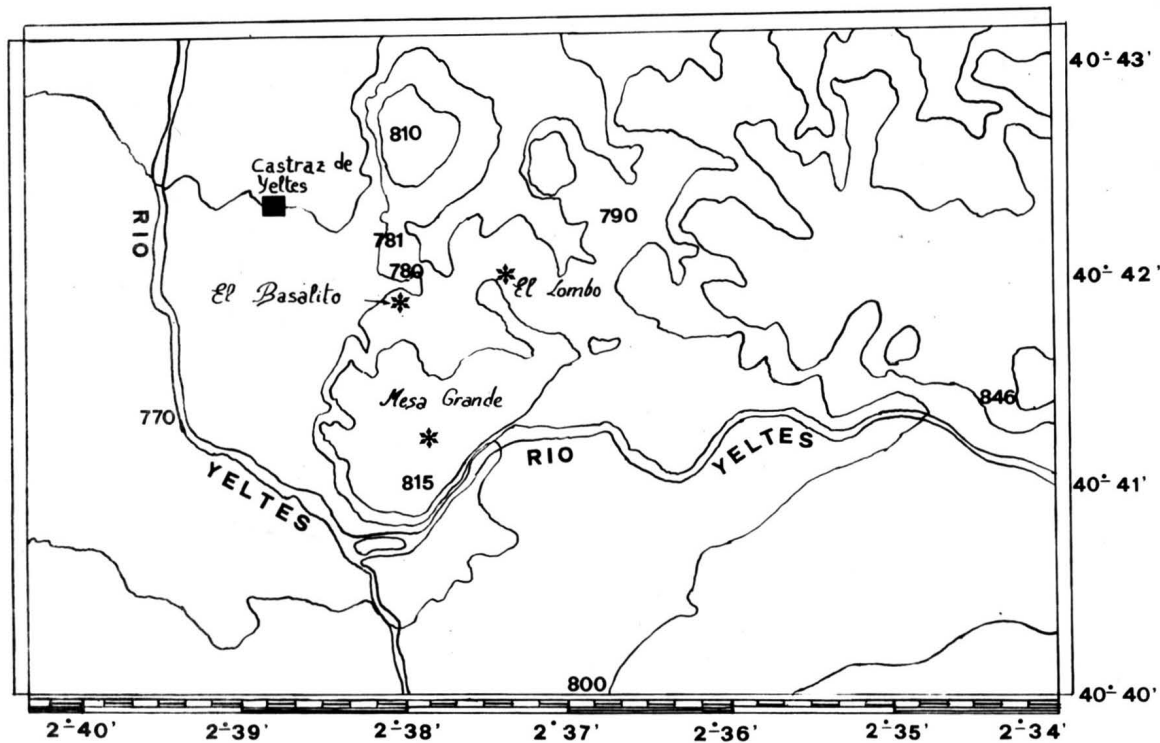 40°43'
810
Castraz de
Yeltes
RIO
790
781
780
40°42'
El Basalito
El Lombo
Mesa Grande
846
770
YELTES
RIO
YELTES
815
40°41'
800
40°40'
2°40'
2°39'
2°38'
2°37'
2°36'
2°35'
2°34'